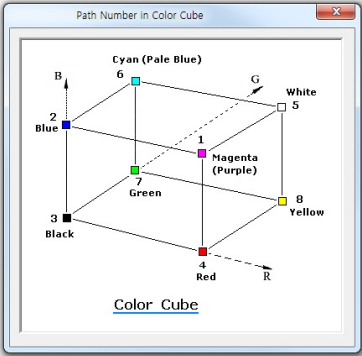 Path Number in Color Cube
Cyan (Pale Blue)
6
B
G
White
5
2
Blue
1
Magenta
(Purple)
7
Green
8
Yellow
3
Black
4
Red
R
Color Cube